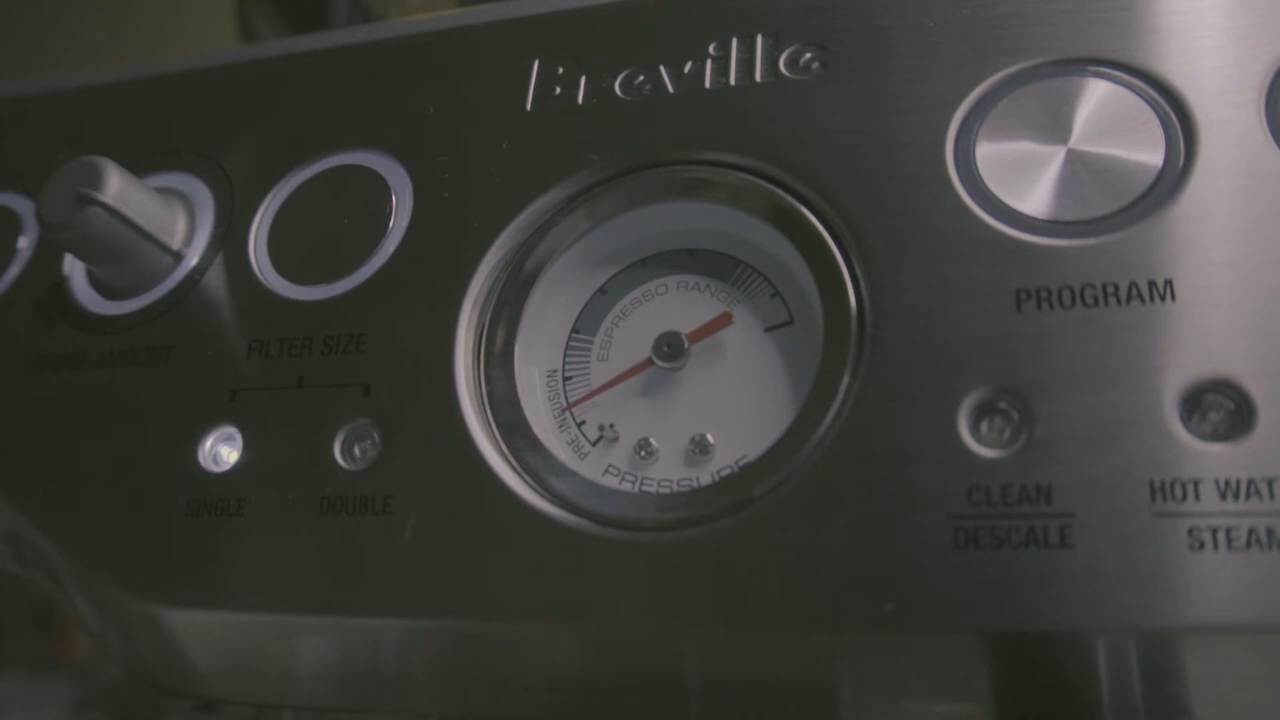 Breville
FILTER SIZE
SINGLE
DOUBLE
ESPRESSO RANGE
PRE-INFUSION
PRESSURE
PROGRAM
CLEAN
DESCALE
HOT WAT
STEAM